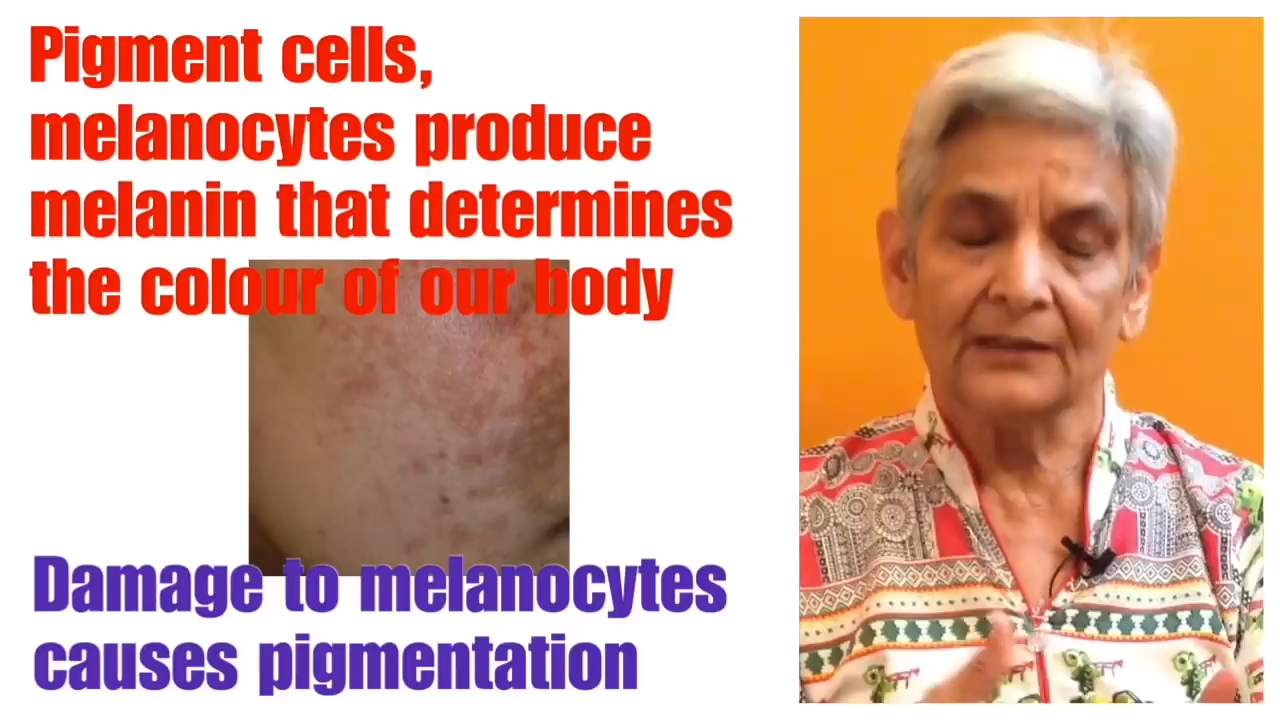 Pigment cells,
melanocytes produce
melanin that determines
the colour of our body
Damage to melanocytes
causes pigmentation